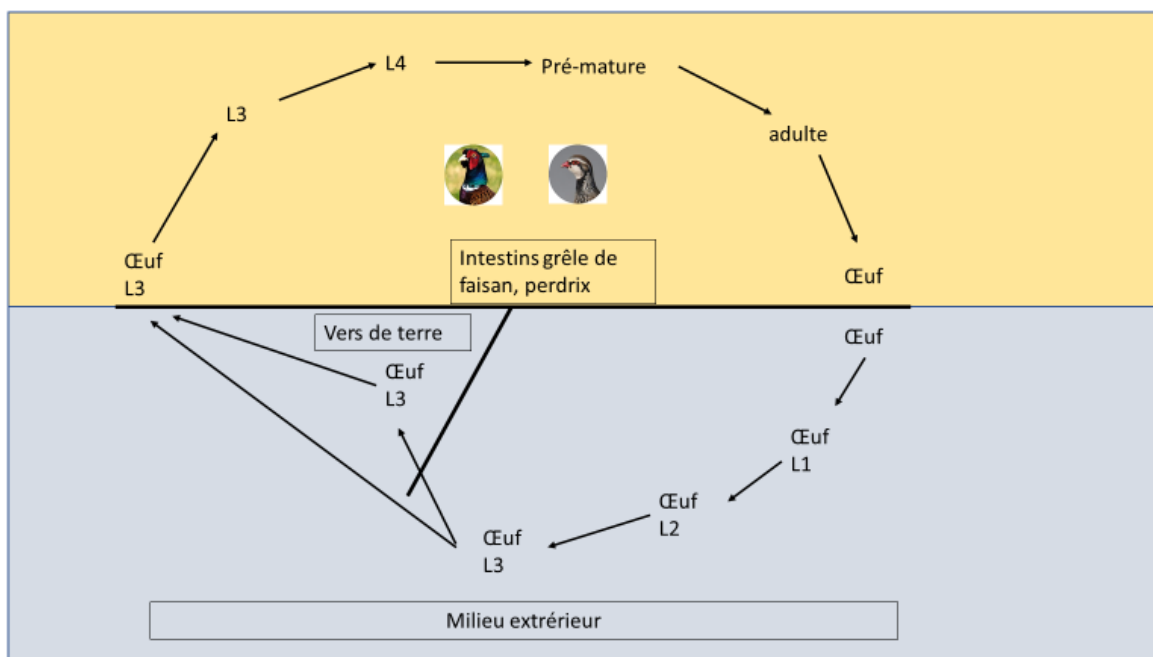 L4
Pré-mature
L3
adulte
Œuf
L3
Intestins grêle de
faisan, perdrix
Œuf
Vers de terre
Œuf
Œuf
L3
Œuf
L1
Œuf
L2
Œuf
L3
Milieu extrérieur